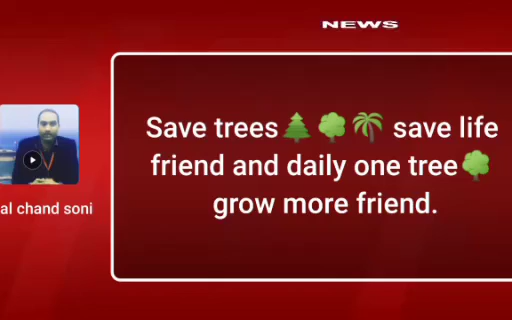 NEWS
Save trees🌲🌳🌴 save life
friend and daily one tree🌳
grow more friend.
al chand soni